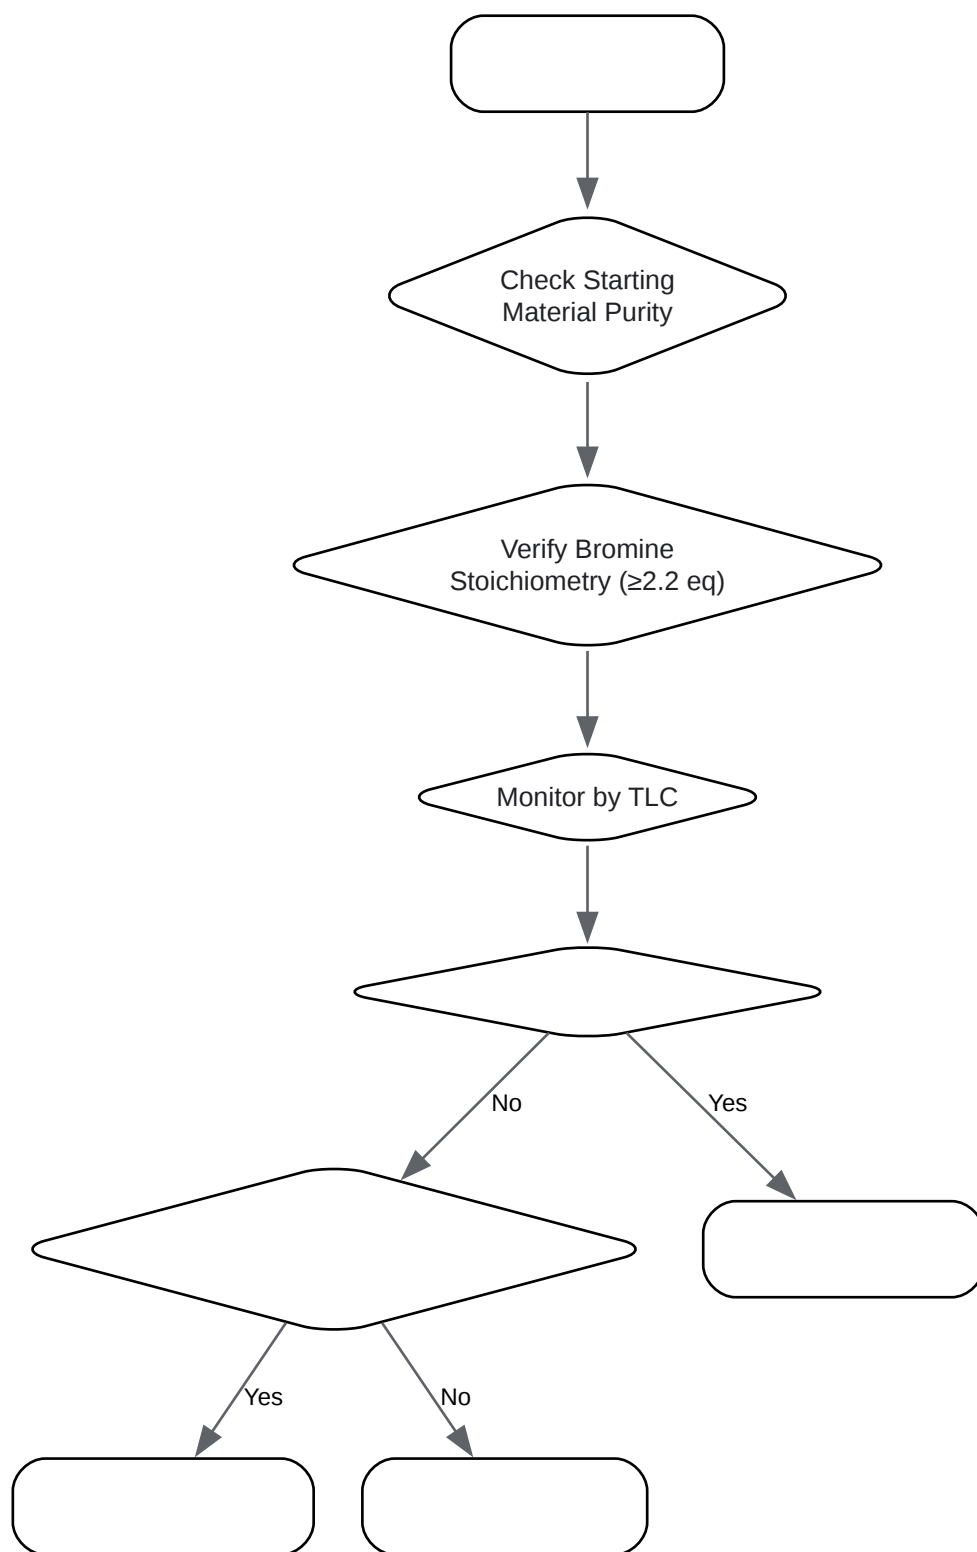 Check Starting
Material Purity
Verify Bromine
Stoichiometry (≥2.2 eq)
Monitor by TLC
No
Yes
Yes
No